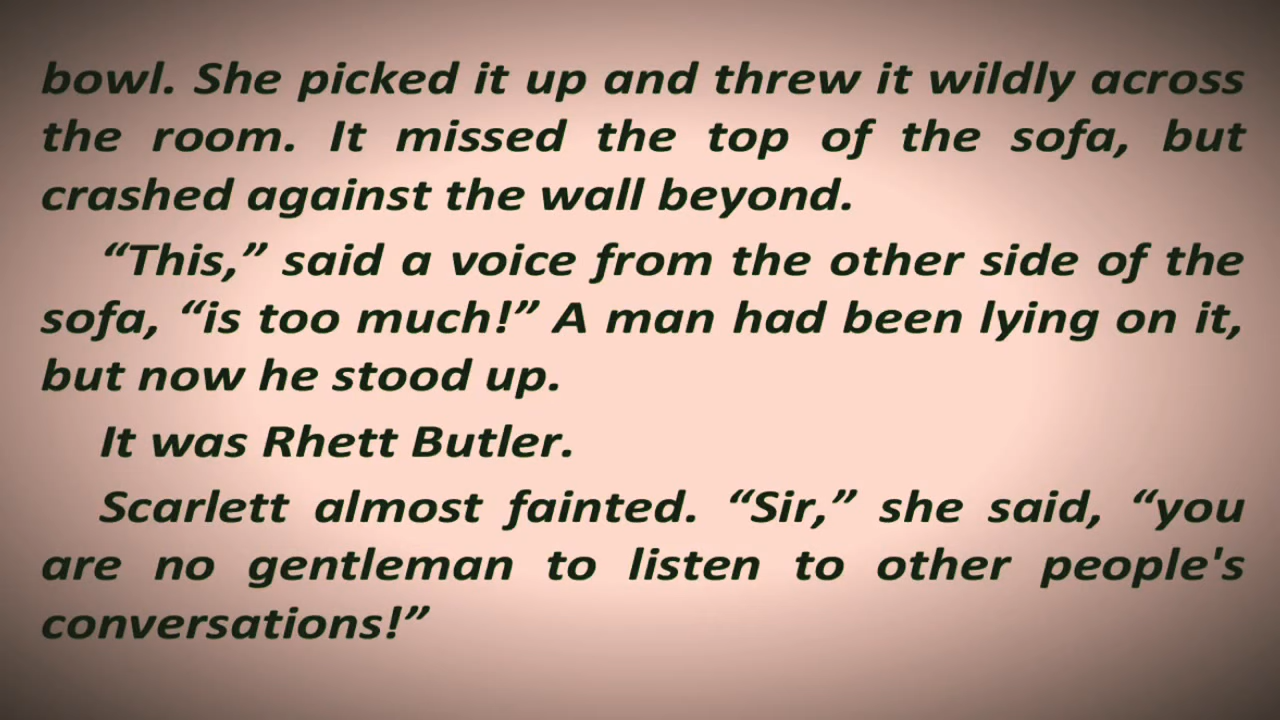 bowl. She picked it up and threw it wildly across
the room. It missed the top of the sofa, but
crashed against the wall beyond.
“This,” said a voice from the other side of the
sofa, “is too much!” A man had been lying on it,
but now he stood up.
It was Rhett Butler.
Scarlett almost fainted. “Sir,” she said, “you
are no gentleman to listen to other people's
conversations!”